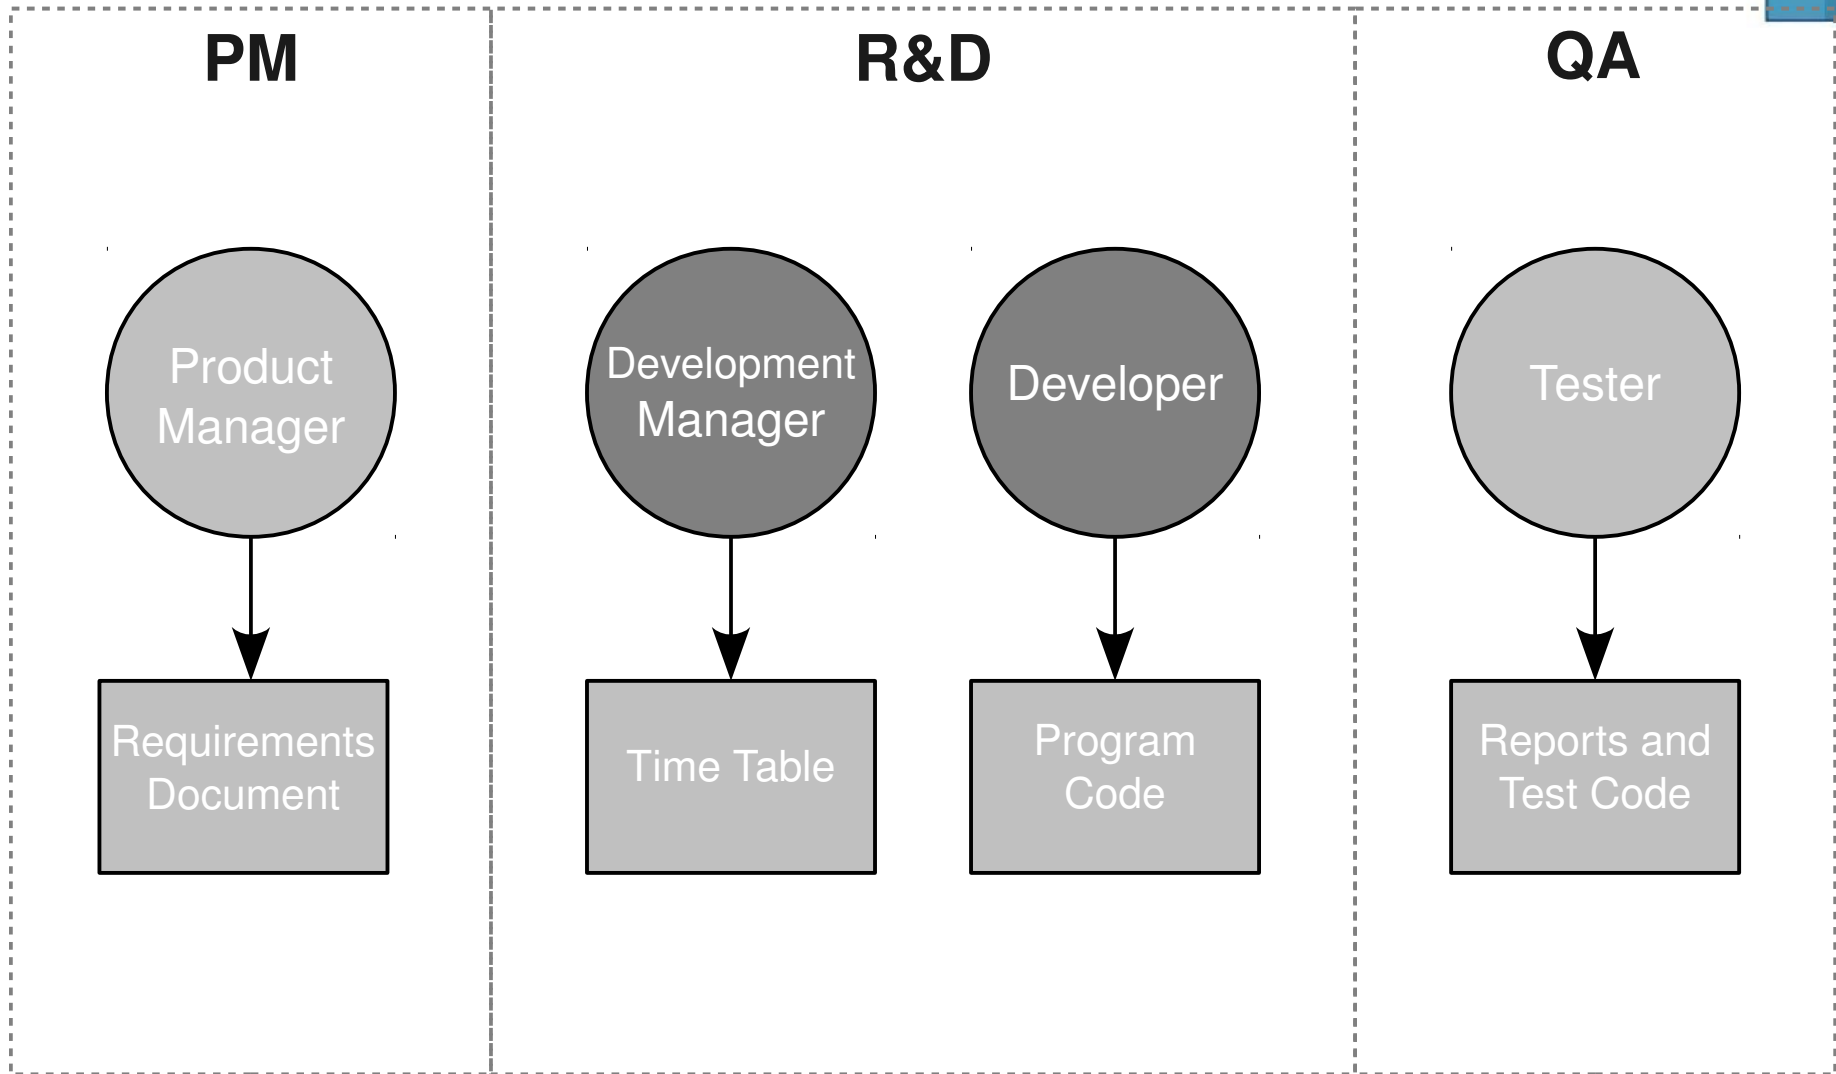 PM
R&D
QA
Product
Manager
Development
Manager
Developer
Tester
Requirements
Document
Time Table
Program
Code
Reports and
Test Code